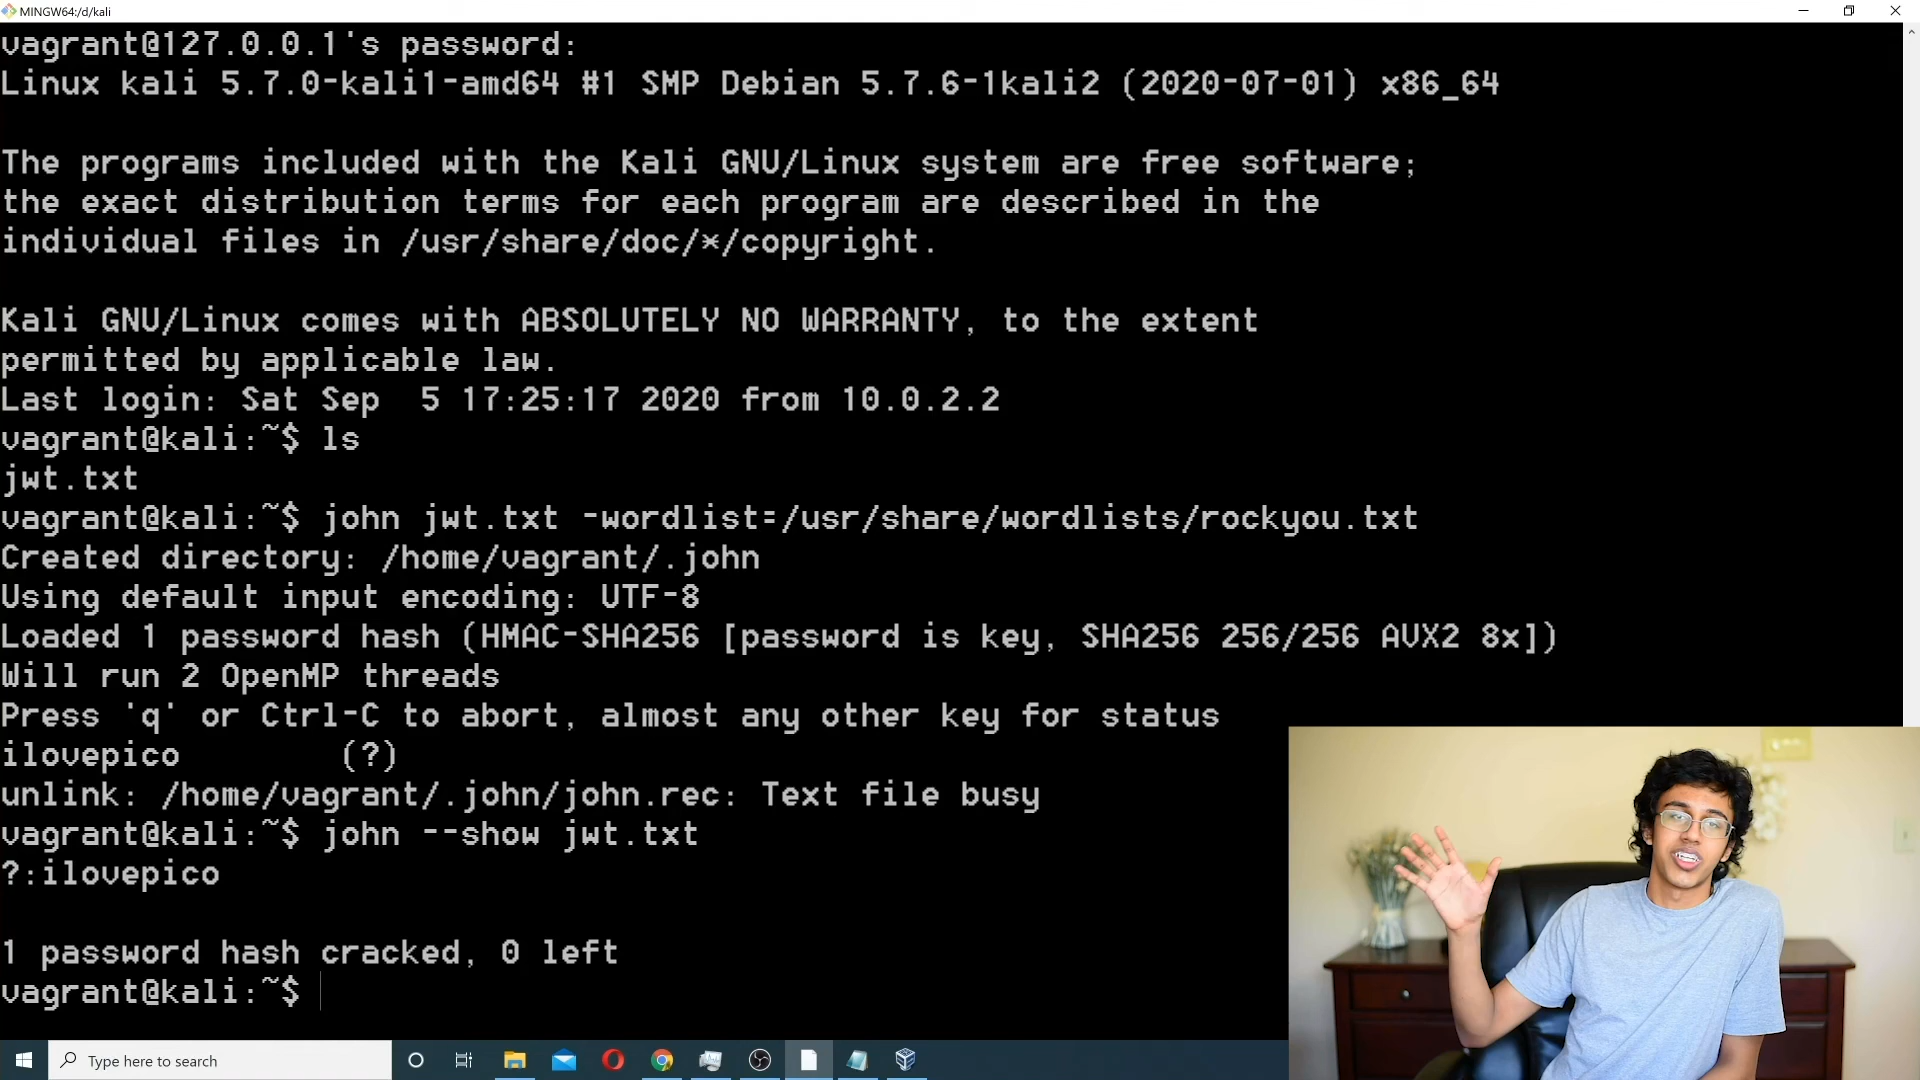 MINGW64:/d/kali
vagrant@127.0.0.1's password:
Linux kali 5.7.0-kali1-amd64 #1 SMP Debian 5.7.6-1kali2 (2020-07-01) x86_64
The programs included with the Kali GNU/Linux system are free software;
the exact distribution terms for each program are described in the
individual files in /usr/share/doc/*/copyright.
Kali GNU/Linux comes with ABSOLUTELY NO WARRANTY, to the extent
permitted by applicable law.
Last login: Sat Sep  5 17:25:17 2020 from 10.0.2.2
vagrant@kali:~$ ls
jwt.txt
vagrant@kali:~$ john jwt.txt -wordlist=/usr/share/wordlists/rockyou.txt
Created directory: /home/vagrant/.john
Using default input encoding: UTF-8
Loaded 1 password hash (HMAC-SHA256 [password is key, SHA256 256/256 AVX2 8x])
Will run 2 OpenMP threads
Press 'q' or Ctrl-C to abort, almost any other key for status
ilovepico        (?)
unlink: /home/vagrant/.john/john.rec: Text file busy
vagrant@kali:~$ john --show jwt.txt
?:ilovepico
1 password hash cracked, 0 left
vagrant@kali:~$
Type here to search